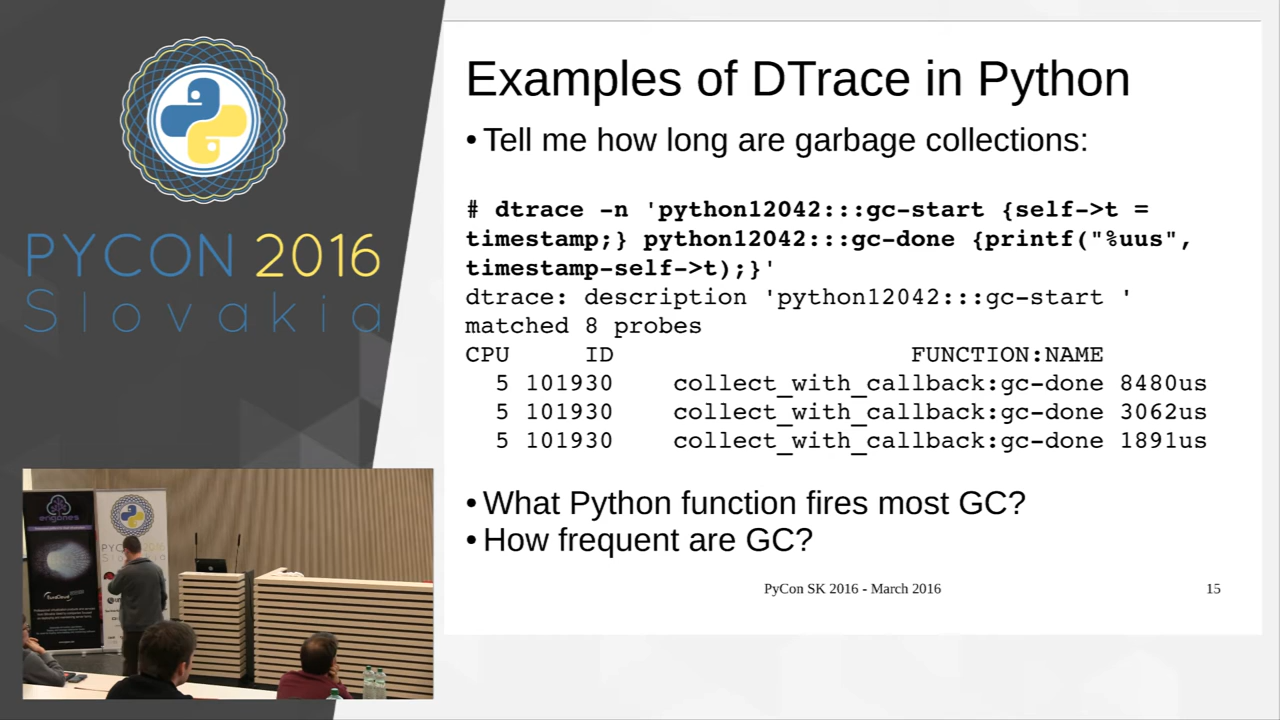 PYCON 2016
Slovakia
Examples of DTrace in Python
• Tell me how long are garbage collections:
# dtrace -n 'python12042:::gc-start {self->t =
timestamp;} python12042:::gc-done {printf("%uus",
timestamp-self->t);}'
dtrace: description 'python12042:::gc-start '
matched 8 probes
CPU ID FUNCTION:NAME
5 101930 collect_with_callback:gc-done 8480us
5 101930 collect_with_callback:gc-done 3062us
5 101930 collect_with_callback:gc-done 1891us
• What Python function fires most GC?
• How frequent are GC?
PyCon SK 2016 - March 2016
15
erigones